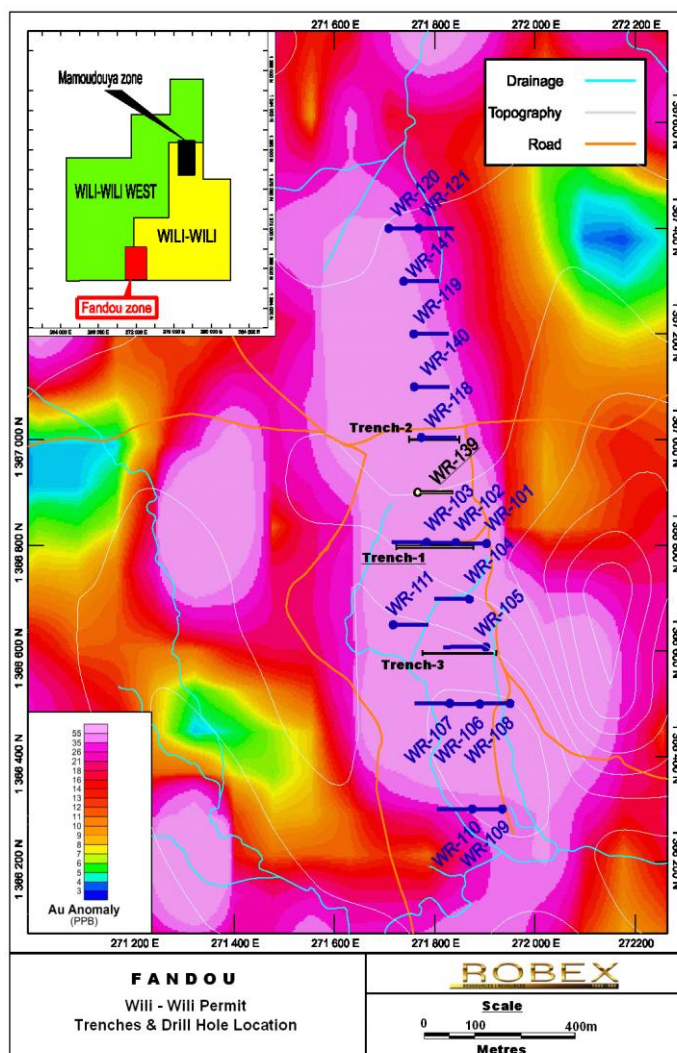 271 600 E
271 800 E
272 000 E
272 200 E
Mamoudouya zone
WILI-WILI WEST
WILI-WILI
Fandou zone
Drainage
Topography
Road
WR-120
WR-121
WR-141
WR-119
WR-140
WR-118
Trench-2
WR-139
WR-103
WR-102
WR-101
Trench-1
WR-104
WR-111
WR-105
Trench-3
WR-107
WR-106
WR-108
WR-110
WR-109
1 367 000 N
1 366 800 N
1 366 600 N
1 366 400 N
1 366 200 N
55
35
26
21
18
16
14
13
12
11
10
9
8
7
6
5
4
3
Au Anomaly
(PPB)
271 200 E
271 400 E
271 600 E
271 800 E
272 000 E
272200 E
FANDOU
Wili - Wili Permit
Trenches & Drill Hole Location
ROBEX
Scale
0 100 400m
Metres